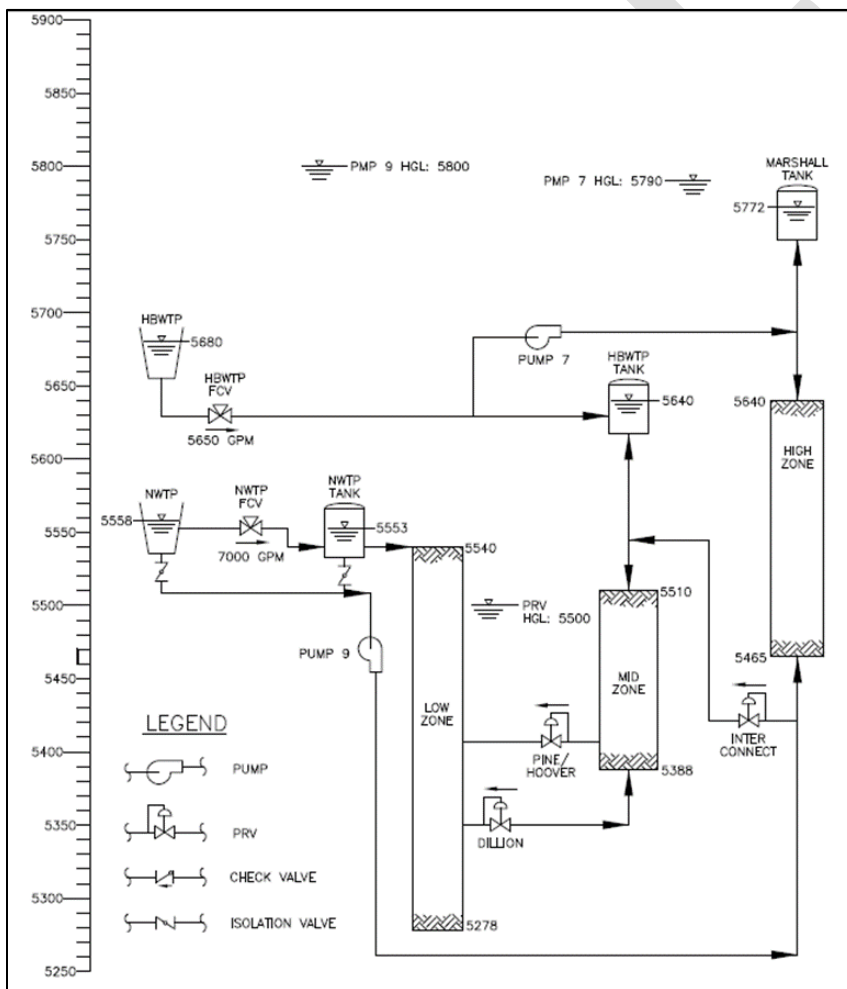 5900
5850
5800
5750
5700
5650
5600
5550
5500
5450
5400
5350
5300
5250
PMP 9 HGL: 5800
PMP 7 HGL: 5790
MARSHALL
TANK
5772
HBWTP
5680
HBWTP
FCV
5650 GPM
PUMP 7
HBWTP
TANK
5640
5640
HIGH
ZONE
5465
NWTP
5558
NWTP
FCV
7000 GPM
NWTP
TANK
5553
5540
PRV
HGL: 5500
5510
MID
ZONE
5388
PUMP 9
LOW
ZONE
5278
PINE/
HOOVER
DILLION
INTER
CONNECT
LEGEND
PUMP
PRV
CHECK VALVE
ISOLATION VALVE